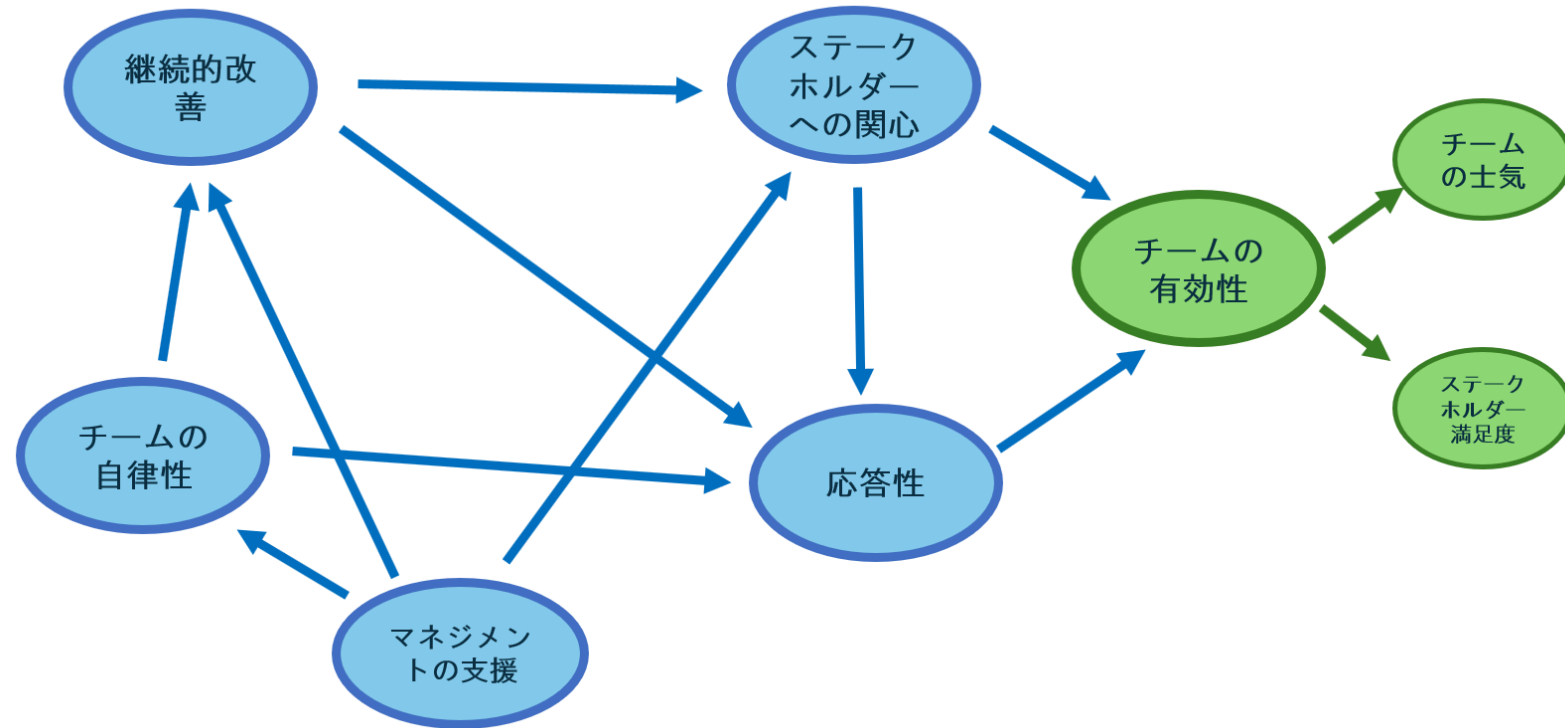 継続的改
善
ステーク
ホルダー
への関心
チーム
の士気
チームの
有効性
ステーク
ホルダー
満足度
チームの
自律性
応答性
マネジメン
トの支援